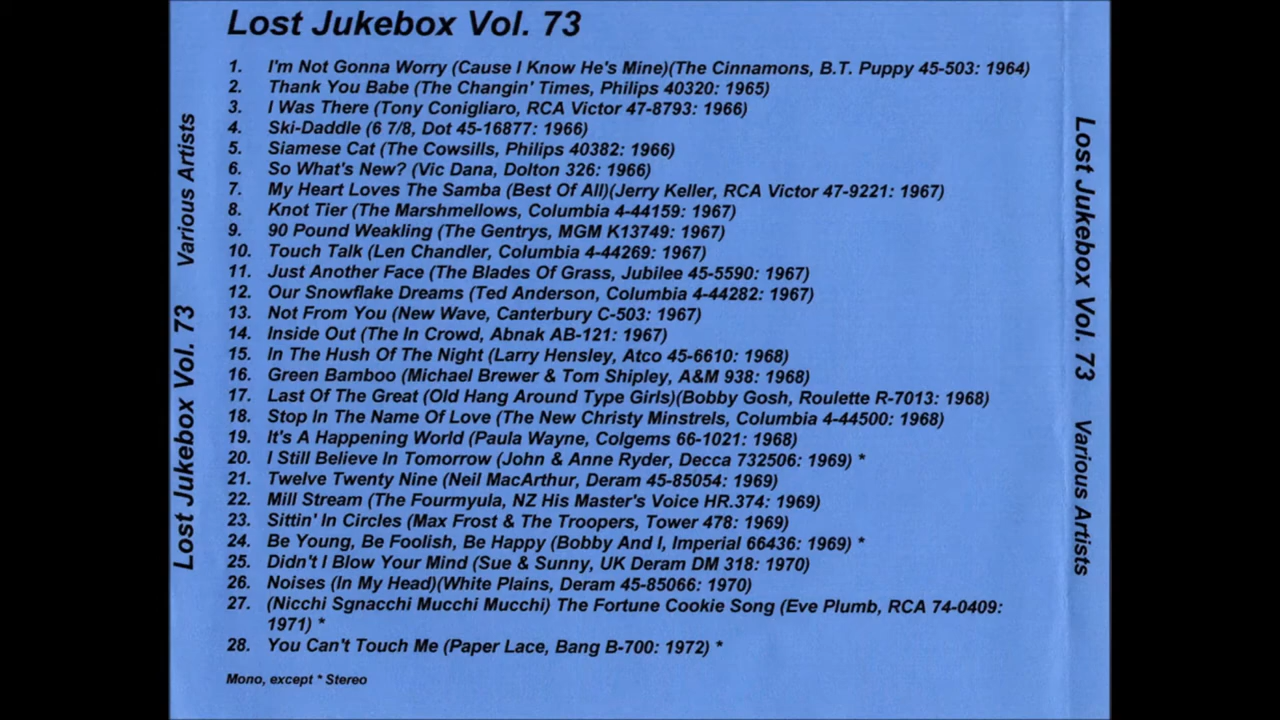 Lost Jukebox Vol. 73
1. I'm Not Gonna Worry (Cause I Know He's Mine)(The Cinnamons, B.T. Puppy 45-503: 1964)
2. Thank You Babe (The Changin' Times, Philips 40320: 1965)
3. I Was There (Tony Conigliaro, RCA Victor 47-8793: 1966)
4. Ski-Daddle (6 7/8, Dot 45-16877: 1966)
5. Siamese Cat (The Cowsills, Philips 40382: 1966)
6. So What's New? (Vic Dana, Dolton 326: 1966)
7. My Heart Loves The Samba (Best Of All)(Jerry Keller, RCA Victor 47-9221: 1967)
8. Knot Tier (The Marshmellows, Columbia 4-44159: 1967)
9. 90 Pound Weakling (The Gentrys, MGM K13749: 1967)
10. Touch Talk (Len Chandler, Columbia 4-44269: 1967)
11. Just Another Face (The Blades Of Grass, Jubilee 45-5590: 1967)
12. Our Snowflake Dreams (Ted Anderson, Columbia 4-44282: 1967)
13. Not From You (New Wave, Canterbury C-503: 1967)
14. Inside Out (The In Crowd, Abnak AB-121: 1967)
15. In The Hush Of The Night (Larry Hensley, Atco 45-6610: 1968)
16. Green Bamboo (Michael Brewer & Tom Shipley, A&M 938: 1968)
17. Last Of The Great (Old Hang Around Type Girls)(Bobby Gosh, Roulette R-7013: 1968)
18. Stop In The Name Of Love (The New Christy Minstrels, Columbia 4-44500: 1968)
19. It's A Happening World (Paula Wayne, Colgems 66-1021: 1968)
20. I Still Believe In Tomorrow (John & Anne Ryder, Decca 732506: 1969) *
21. Twelve Twenty Nine (Neil MacArthur, Deram 45-85054: 1969)
22. Mill Stream (The Fourmyula, NZ His Master's Voice HR.374: 1969)
23. Sittin' In Circles (Max Frost & The Troopers, Tower 478: 1969)
24. Be Young, Be Foolish, Be Happy (Bobby And I, Imperial 66436: 1969) *
25. Didn't I Blow Your Mind (Sue & Sunny, UK Deram DM 318: 1970)
26. Noises (In My Head)(White Plains, Deram 45-85066: 1970)
27. (Nicchi Sgnacchi Mucchi Mucchi) The Fortune Cookie Song (Eve Plumb, RCA 74-0409:
1971) *
28. You Can't Touch Me (Paper Lace, Bang B-700: 1972) *
Mono, except * Stereo
Lost Jukebox Vol. 73 Various Artists
Lost Jukebox Vol. 73 Various Artists